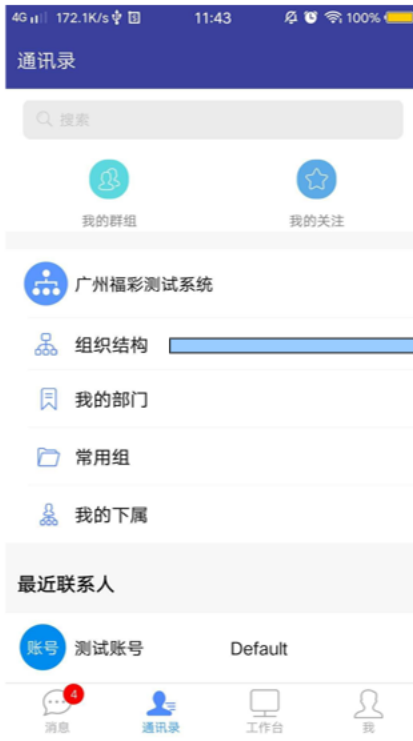 4G 172.1K/s 11:43 100%
通讯录
搜索
我的群组 我的关注
广州福彩测试系统
组织结构
我的部门
常用组
我的下属
最近联系人
账号 测试账号 Default
4
消息 通讯录 工作台 我